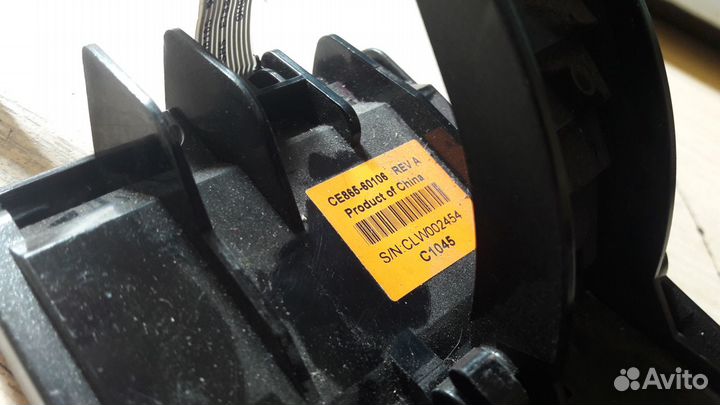 CE865-60106 REV A
Product of China
S/N:CLW002454
C1045
Avito